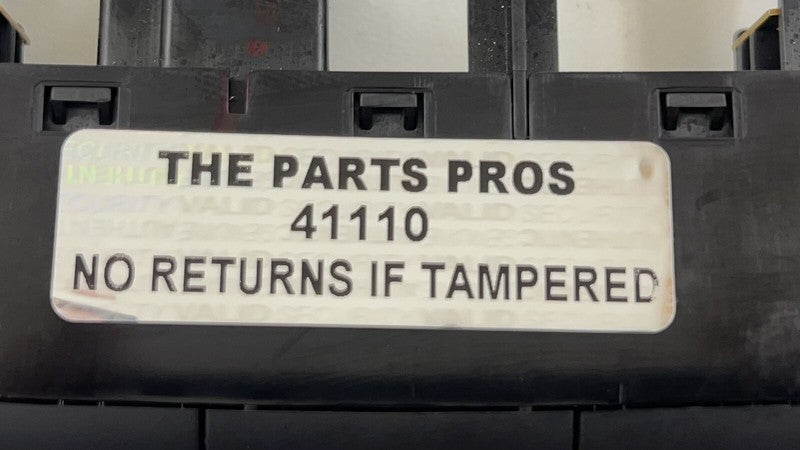 THE PARTS PROS
41110
NO RETURNS IF TAMPERED